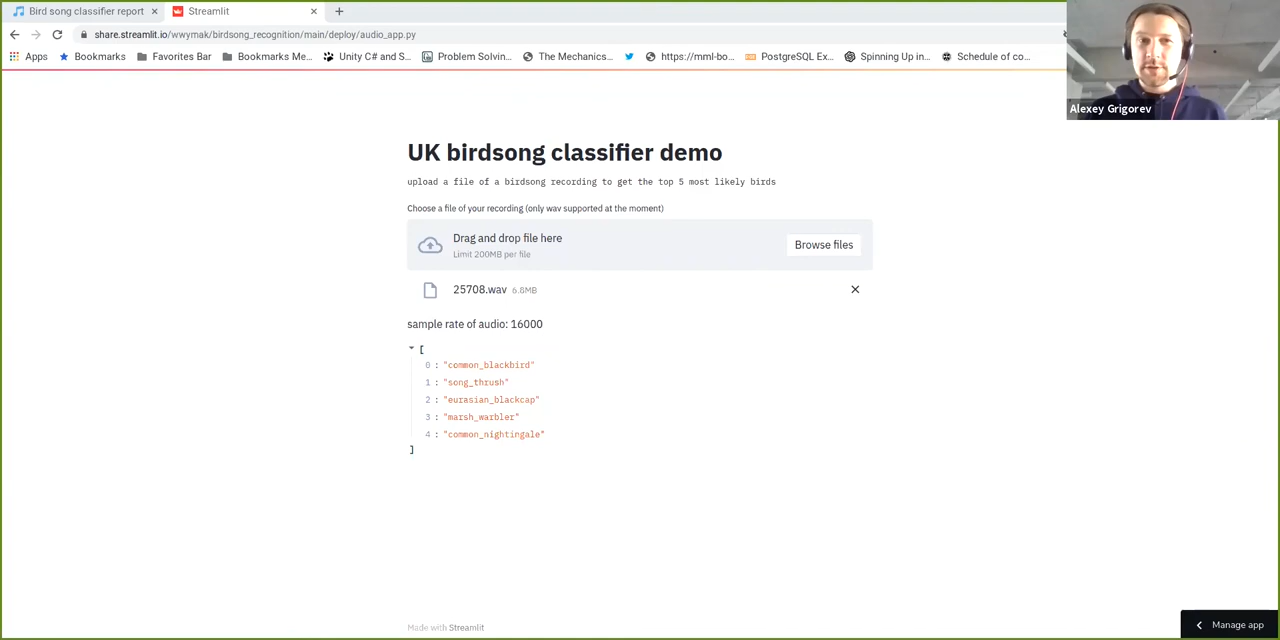 Bird song classifier report
Streamlit
share.streamlit.io/wwymak/birdsong_recognition/main/deploy/audio_app.py
Apps
Bookmarks
Favorites Bar
Bookmarks Me...
Unity C# and S...
Problem Solvin...
The Mechanics...
https://mml-bo...
PostgreSQL Ex...
Spinning Up in...
Schedule of co...
Alexey Grigorev
UK birdsong classifier demo
upload a file of a birdsong recording to get the top 5 most likely birds
Choose a file of your recording (only wav supported at the moment)
Drag and drop file here
Limit 200MB per file
Browse files
25708.wav 6.8MB
sample rate of audio: 16000
[
0 : "common_blackbird"
1 : "song_thrush"
2 : "eurasian_blackcap"
3 : "marsh_warbler"
4 : "common_nightingale"
]
Made with Streamlit
Manage app